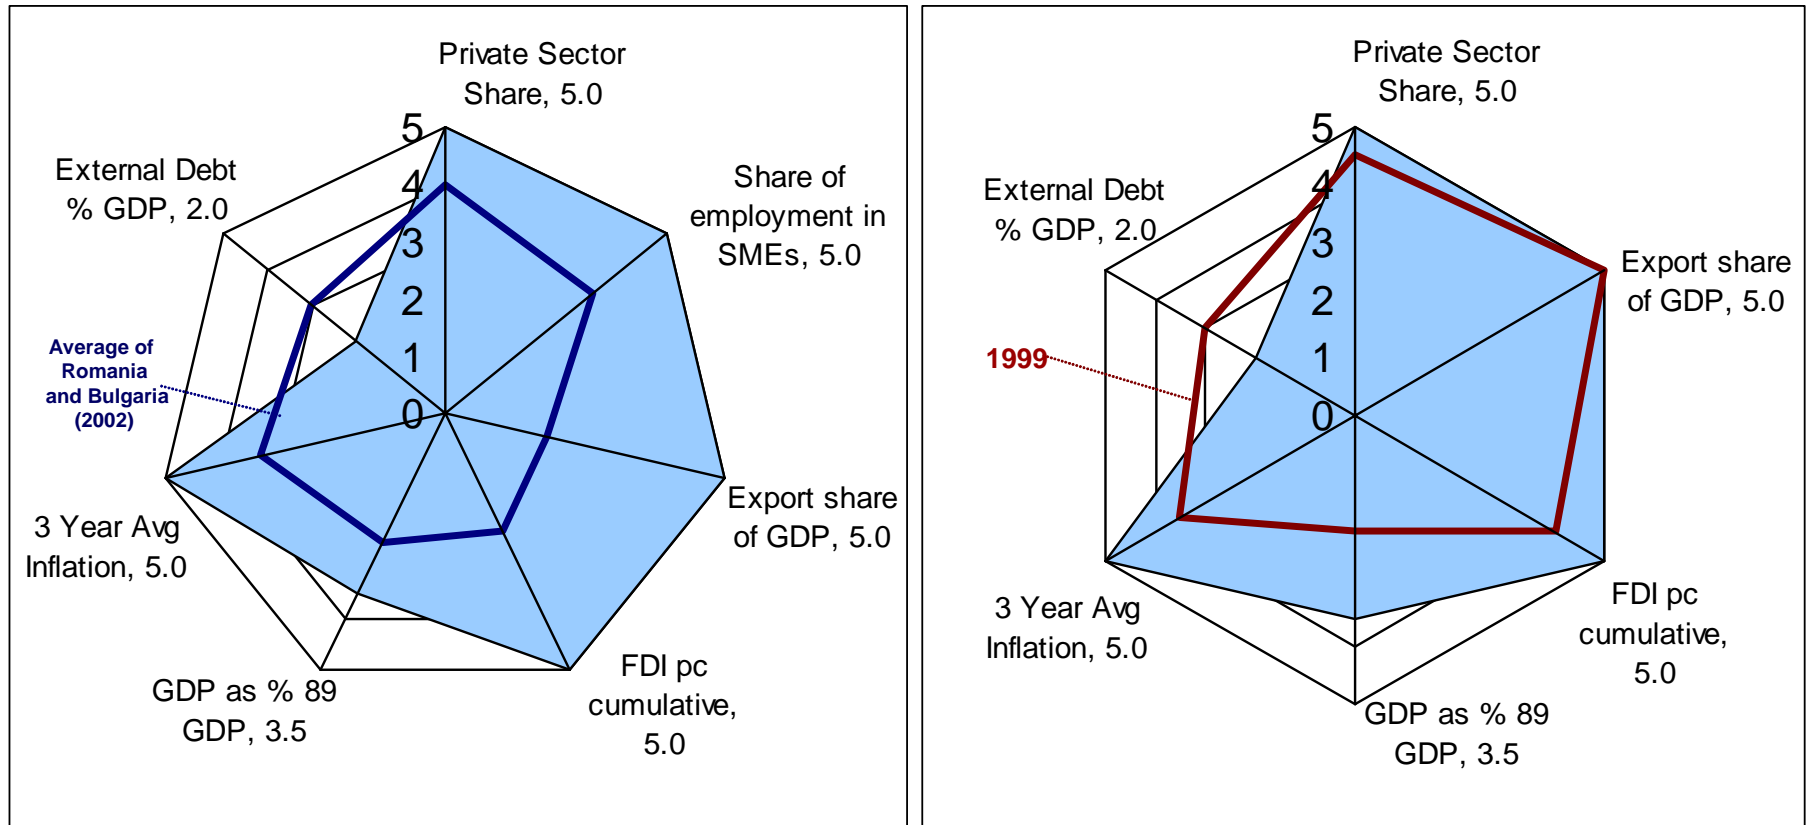 Private Sector
Share, 5.0
5
4
3
2
1
0
Share of
employment in
SMEs, 5.0
Export share
of GDP, 5.0
FDI pc
cumulative,
5.0
GDP as % 89
GDP, 3.5
3 Year Avg
Inflation, 5.0
External Debt
% GDP, 2.0
Average of
Romania
and Bulgaria
(2002)
Private Sector
Share, 5.0
5
4
3
2
1
0
Export share
of GDP, 5.0
FDI pc
cumulative,
5.0
GDP as % 89
GDP, 3.5
3 Year Avg
Inflation, 5.0
External Debt
% GDP, 2.0
1999